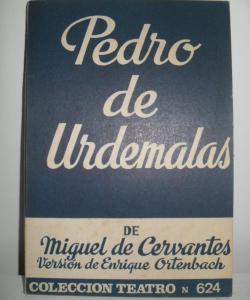 Pedro
de
Urdemalas
DE
Miguel de Cervantes
Versión de Enrique Ortenbach
COLECCION TEATRO N 624